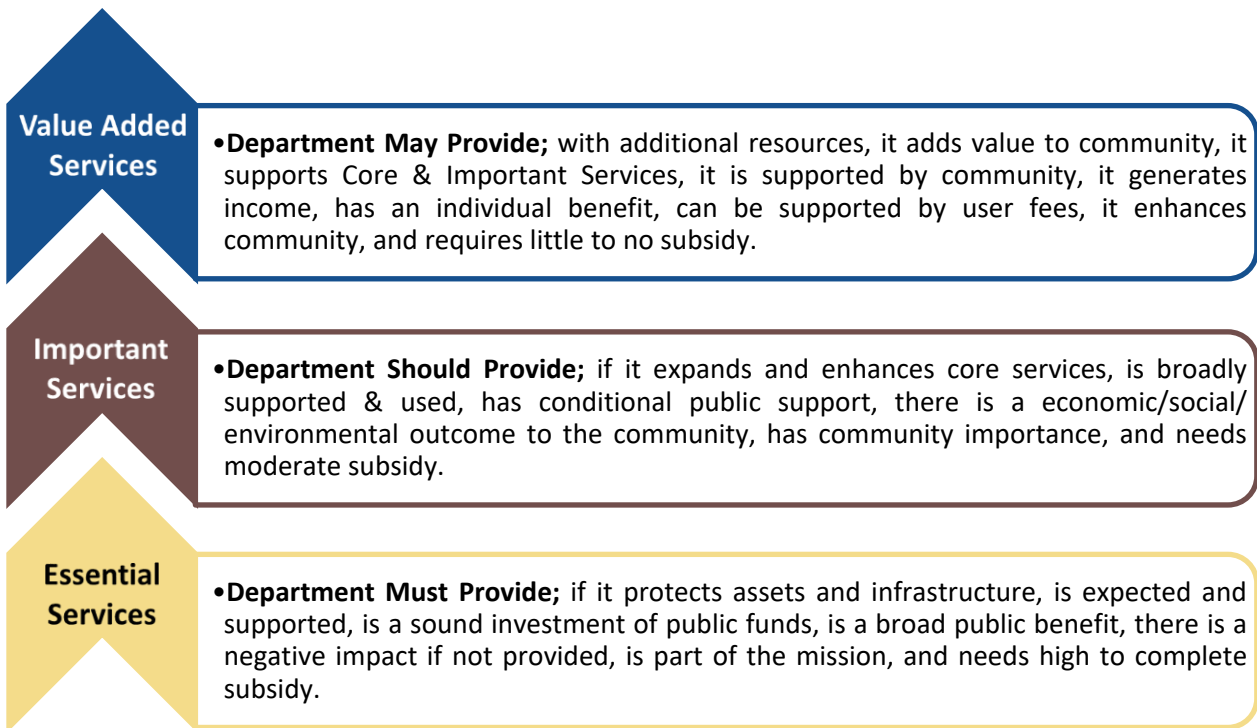 Value Added
Services
•Department May Provide; with additional resources, it adds value to community, it
supports Core & Important Services, it is supported by community, it generates
income, has an individual benefit, can be supported by user fees, it enhances
community, and requires little to no subsidy.
Important
Services
•Department Should Provide; if it expands and enhances core services, is broadly
supported & used, has conditional public support, there is a economic/social/
environmental outcome to the community, has community importance, and needs
moderate subsidy.
Essential
Services
•Department Must Provide; if it protects assets and infrastructure, is expected and
supported, is a sound investment of public funds, is a broad public benefit, there is a
negative impact if not provided, is part of the mission, and needs high to complete
subsidy.